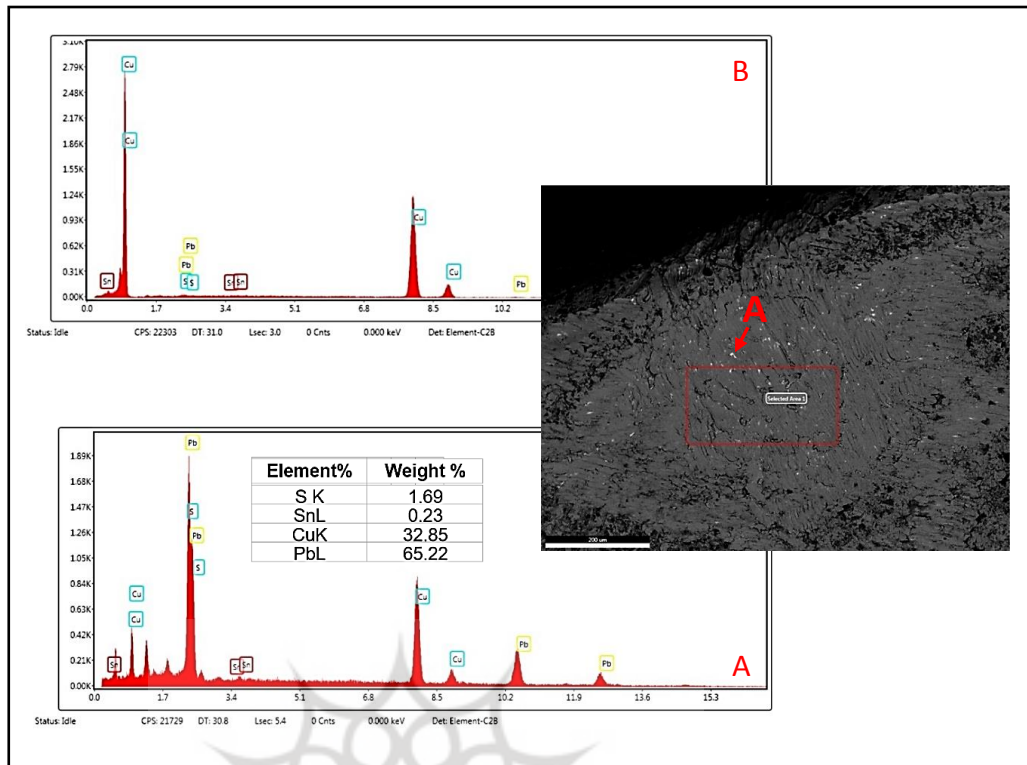 B
3.10K
2.79K
2.48K
2.17K
1.86K
1.55K
1.24K
0.93K
0.62K
0.31K
0.00K
Cu
Cu
Pb
Pb
S
S
Sn
Sn
Sn
Cu
Cu
Pb
0.0 1.7 3.4 5.1 6.8 8.5 10.2
Status: Idle CPS: 22303 DT: 31.0 Lsec: 3.0 0 Cnts 0.000 keV Det: Element-C2B
A
Selected Area 1
200 um
1.89K
1.68K
1.47K
1.26K
1.05K
0.84K
0.63K
0.42K
0.21K
0.00K
Pb
S
Pb
S
Cu
Cu
Sn
Sn
Sn
Cu
Cu
Pb
Pb
Element% Weight %
S K 1.69
SnL 0.23
CuK 32.85
PbL 65.22
A
0.0 1.7 3.4 5.1 6.8 8.5 10.2 11.9 13.6 15.3
Status: Idle CPS: 21729 DT: 30.8 Lsec: 5.4 0 Cnts 0.000 keV Det: Element-C2B